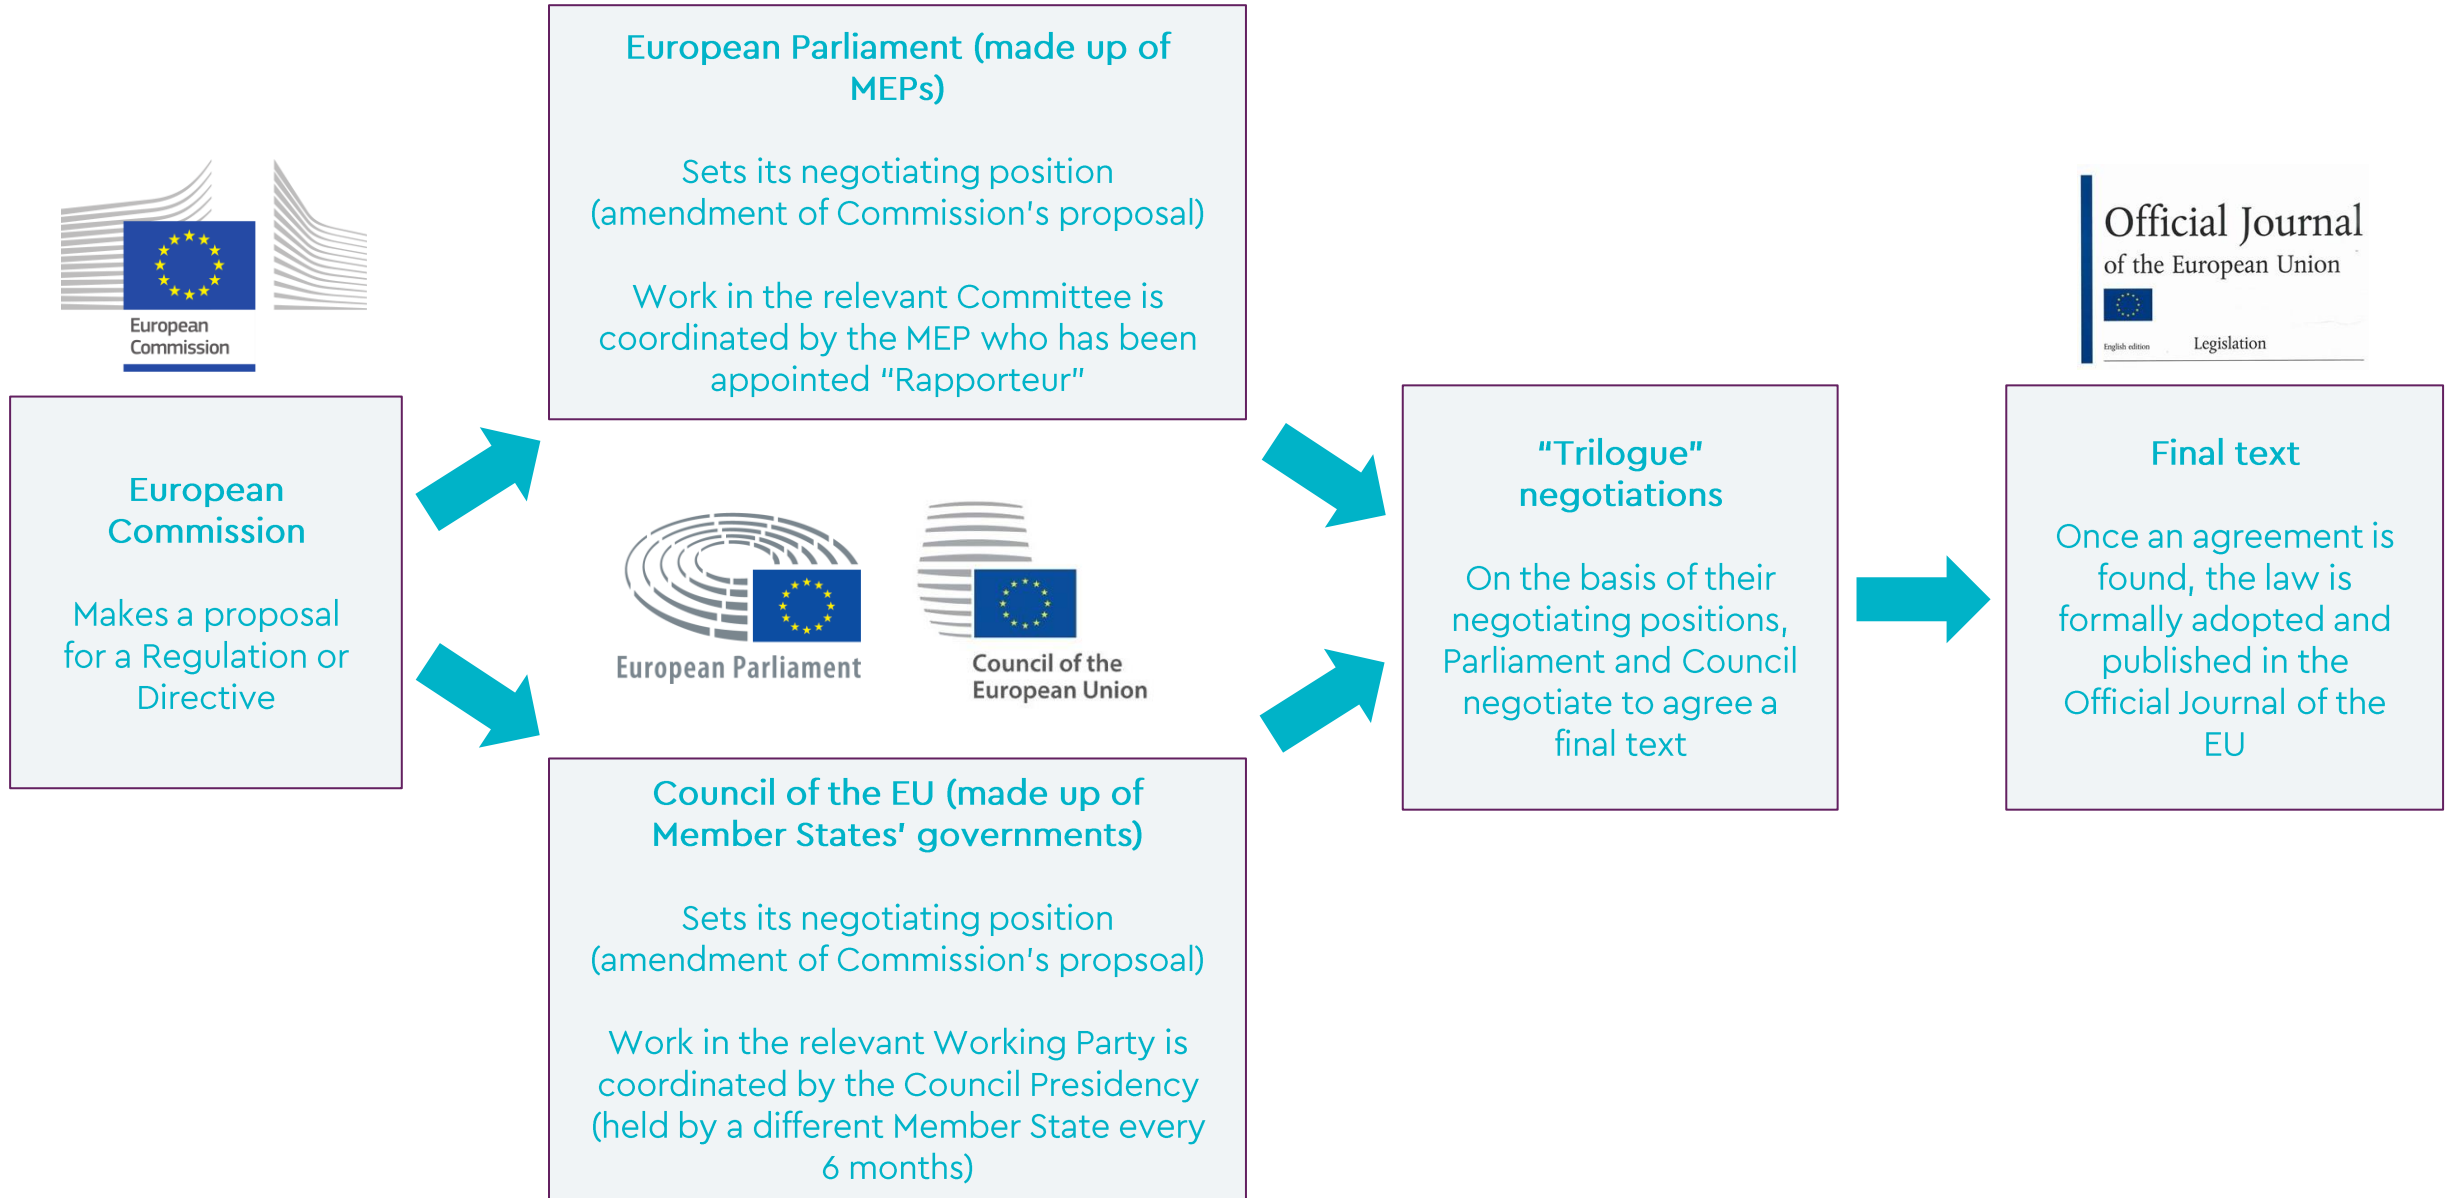 European
Commission
European
Commission
Makes a proposal
for a Regulation or
Directive
European Parliament (made up of
MEPs)
Sets its negotiating position
(amendment of Commission's proposal)
Work in the relevant Committee is
coordinated by the MEP who has been
appointed "Rapporteur"
European Parliament
Council of the
European Union
Council of the EU (made up of
Member States' governments)
Sets its negotiating position
(amendment of Commission's propsoal)
Work in the relevant Working Party is
coordinated by the Council Presidency
(held by a different Member State every
6 months)
"Trilogue"
negotiations
On the basis of their
negotiating positions,
Parliament and Council
negotiate to agree a
final text
Official Journal
of the European Union
English edition
Legislation
Final text
Once an agreement is
found, the law is
formally adopted and
published in the
Official Journal of the
EU